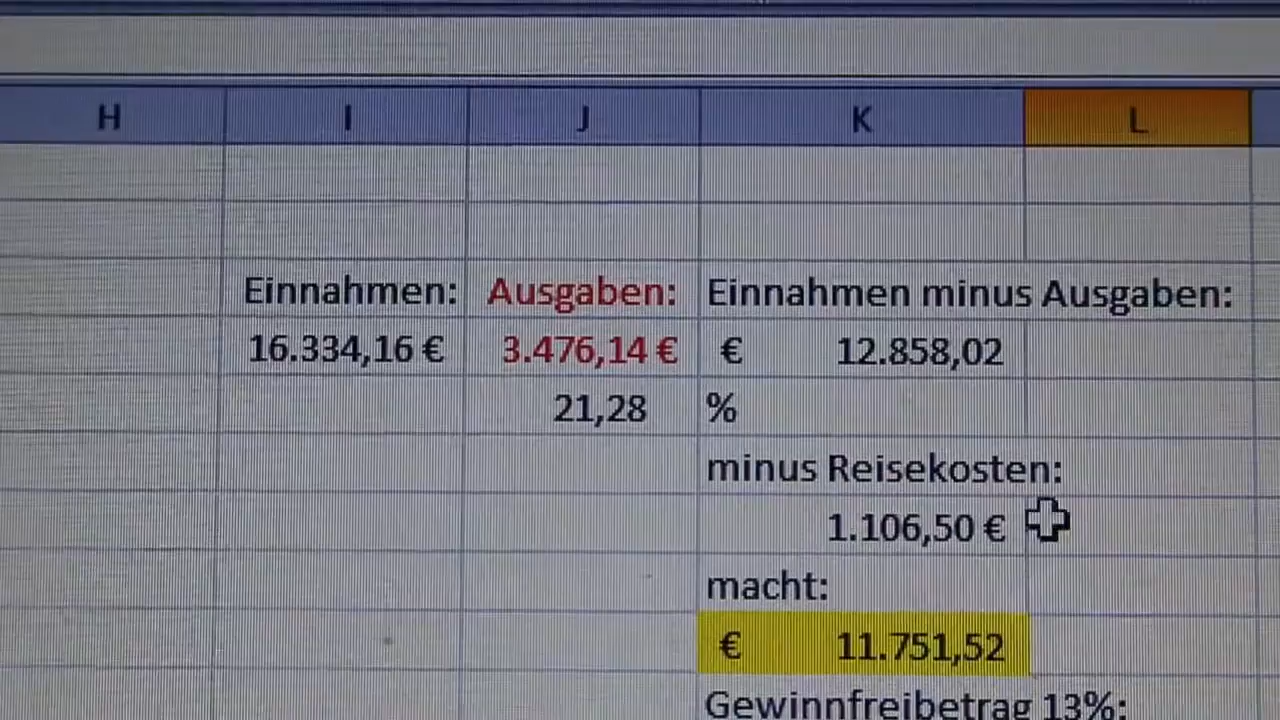 H I J K L
Einnahmen: Ausgaben: Einnahmen minus Ausgaben:
16.334,16 € 3.476,14 € € 12.858,02
21,28 %
minus Reisekosten:
1.106,50 €
macht:
€ 11.751,52
Gewinnfreibetrag 13%: